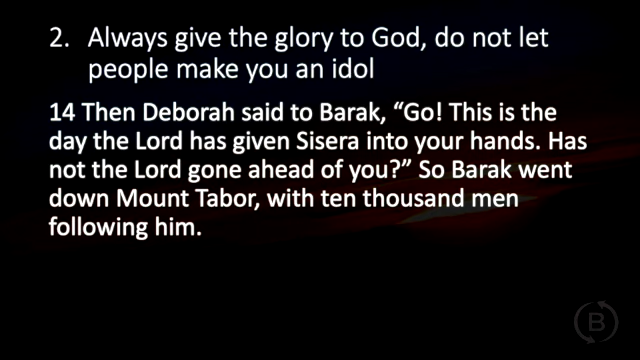 2. Always give the glory to God, do not let
people make you an idol
14 Then Deborah said to Barak, “Go! This is the
day the Lord has given Sisera into your hands. Has
not the Lord gone ahead of you?” So Barak went
down Mount Tabor, with ten thousand men
following him.
B